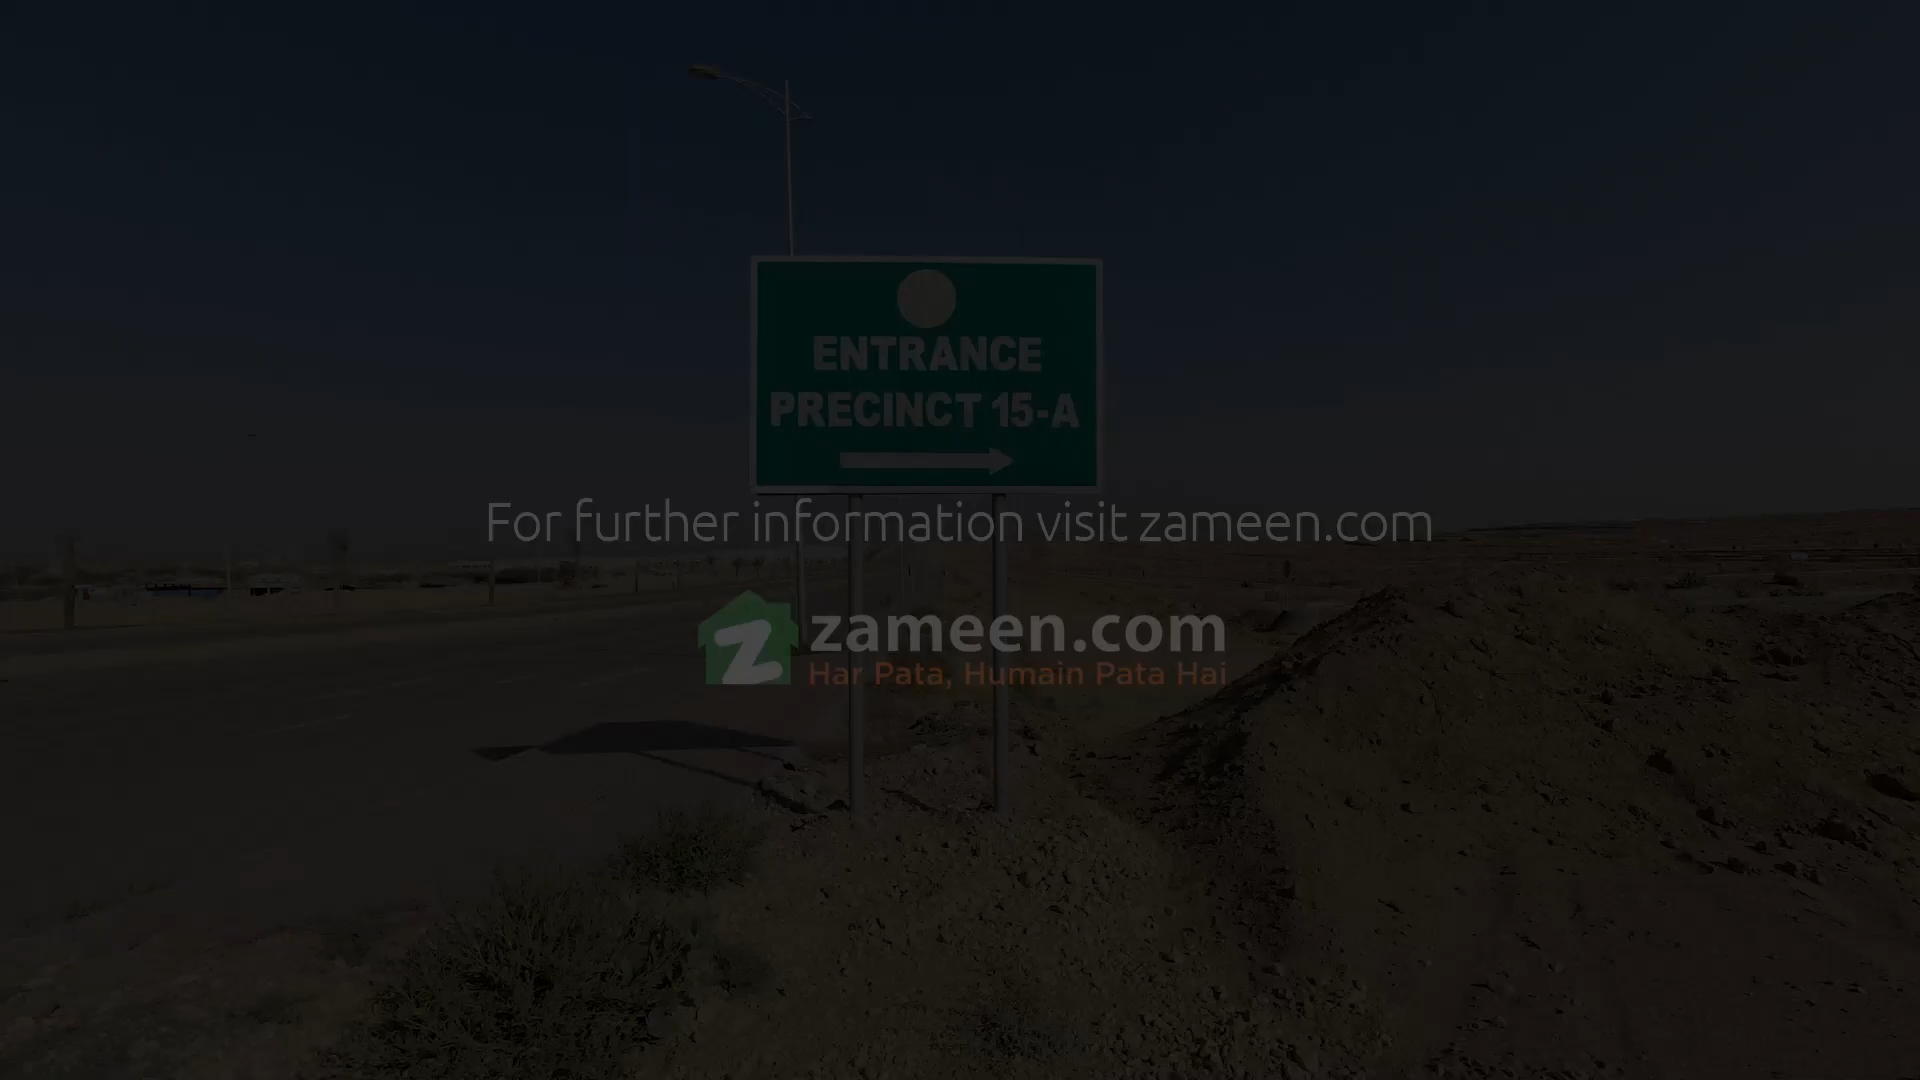 ENTRANCE
PRECINCT 15-A
For further information visit zameen.com
zameen.com
Har Pata, Humain Pata Hai